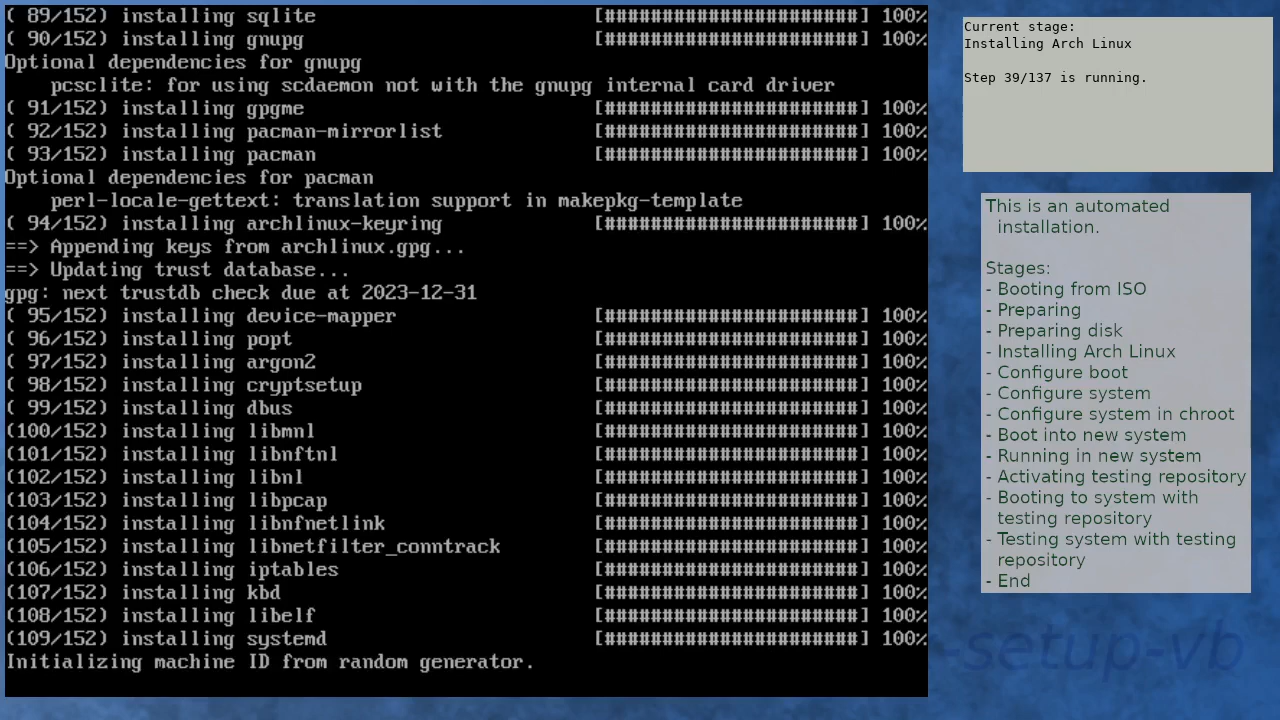 ( 89/152) installing sqlite [######################] 100%
( 90/152) installing gnupg [######################] 100%
Optional dependencies for gnupg
pcsclite: for using scdaemon not with the gnupg internal card driver
( 91/152) installing gpgme [######################] 100%
( 92/152) installing pacman-mirrorlist [######################] 100%
( 93/152) installing pacman [######################] 100%
Optional dependencies for pacman
perl-locale-gettext: translation support in makepkg-template
( 94/152) installing archlinux-keyring [######################] 100%
==> Appending keys from archlinux.gpg...
==> Updating trust database...
gpg: next trustdb check due at 2023-12-31
( 95/152) installing device-mapper [######################] 100%
( 96/152) installing popt [######################] 100%
( 97/152) installing argon2 [######################] 100%
( 98/152) installing cryptsetup [######################] 100%
( 99/152) installing dbus [######################] 100%
(100/152) installing libmnl [######################] 100%
(101/152) installing libnftnl [######################] 100%
(102/152) installing libnl [######################] 100%
(103/152) installing libpcap [######################] 100%
(104/152) installing libnfnetlink [######################] 100%
(105/152) installing libnetfilter_conntrack [######################] 100%
(106/152) installing iptables [######################] 100%
(107/152) installing kbd [######################] 100%
(108/152) installing libelf [######################] 100%
(109/152) installing systemd [######################] 100%
Initializing machine ID from random generator.
Current stage:
Installing Arch Linux
Step 39/137 is running.
This is an automated
installation.
Stages:
- Booting from ISO
- Preparing
- Preparing disk
- Installing Arch Linux
- Configure boot
- Configure system
- Configure system in chroot
- Boot into new system
- Running in new system
- Activating testing repository
- Booting to system with
testing repository
- Testing system with testing
repository
- End
-setup-vb